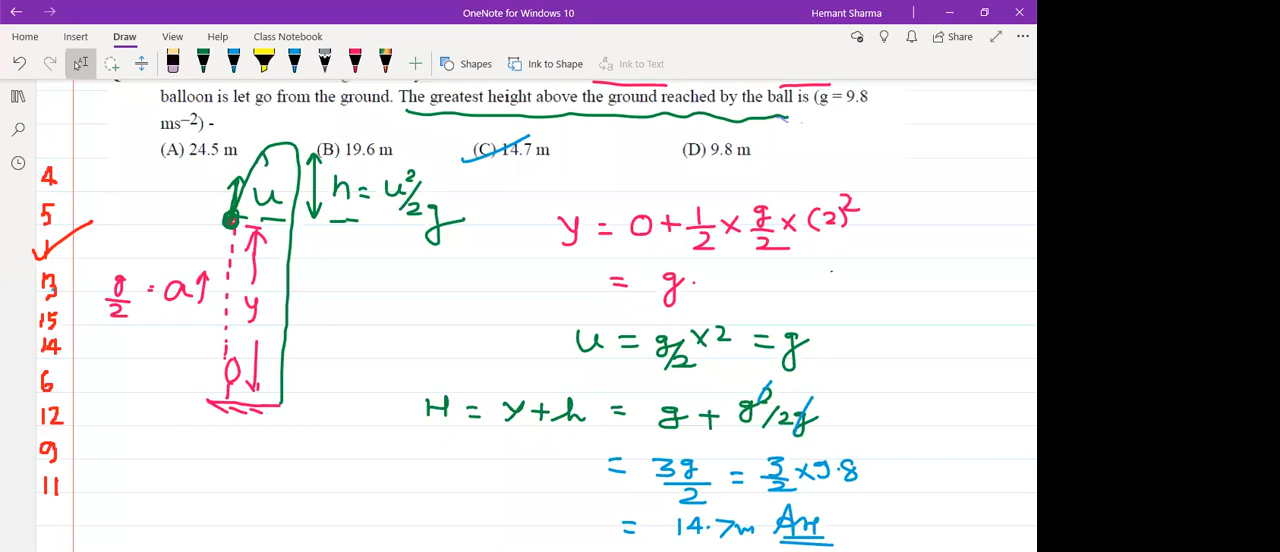 OneNote for Windows 10
Hemant Sharma
Home Insert Draw View Help Class Notebook
Share
Shapes Ink to Shape Ink to Text
balloon is let go from the ground. The greatest height above the ground reached by the ball is (g = 9.8
ms⁻²) -
(A) 24.5 m (B) 19.6 m (C) 14.7 m (D) 9.8 m
4
5
1
13
15
14
6
12
9
11
u
h = u²/2g
g/2 = a↑
y
y = 0 + 1/2 × g/2 × (2)²
= g.
u = g/2 × 2 = g
H = y + h = g + g²/2g
= 3g/2 = 3/2 × 9.8
= 14.7m Ans